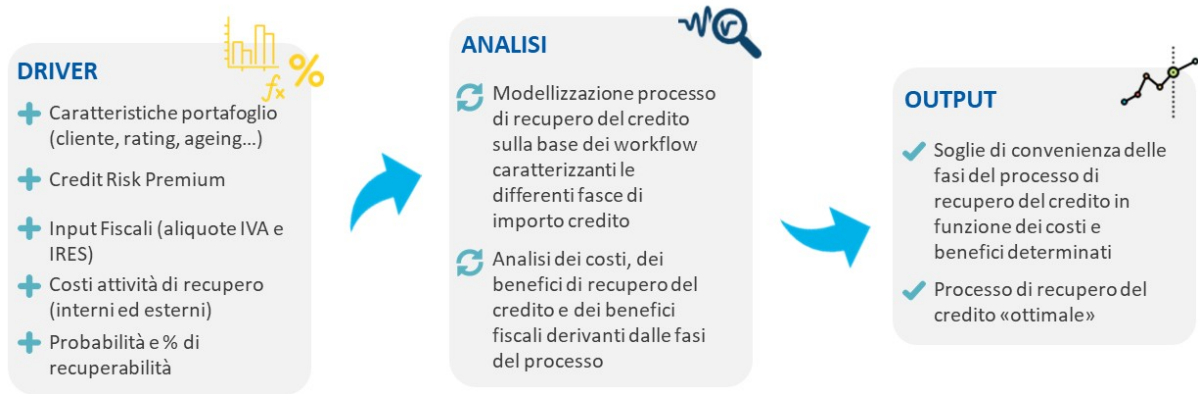 DRIVER
%
fx
Caratteristiche portafoglio
(cliente, rating, ageing...)
Credit Risk Premium
Input Fiscali (aliquote IVA e
IRES)
Costi attività di recupero
(interni ed esterni)
Probabilità e % di
recuperabilità
ANALISI
Modellizzazione processo
di recupero del credito
sulla base dei workflow
caratterizzanti le
differenti fasce di
importo credito
Analisi dei costi, dei
benefici di recupero del
credito e dei benefici
fiscali derivanti dalle fasi
del processo
OUTPUT
Soglie di convenienza delle
fasi del processo di
recupero del credito in
funzione dei costi e
benefici determinati
Processo di recupero del
credito «ottimale»